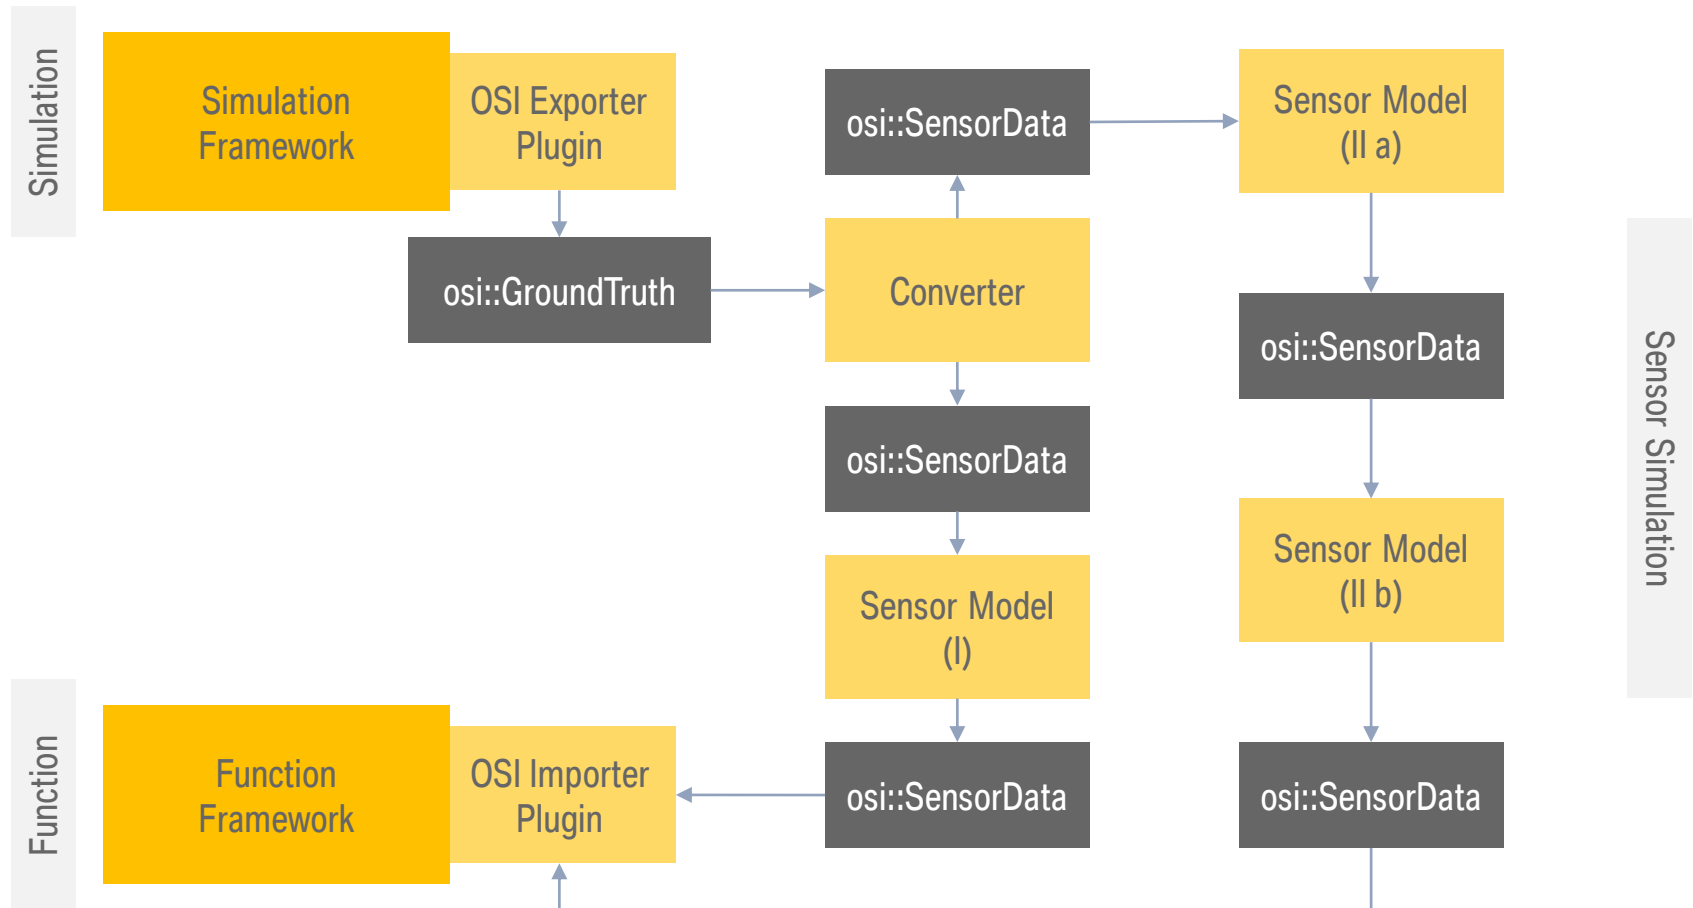 Simulation
Simulation
Framework
OSI Exporter
Plugin
osi::GroundTruth
osi::SensorData
Converter
osi::SensorData
Sensor Model
(I)
osi::SensorData
Sensor Model
(II a)
osi::SensorData
Sensor Model
(II b)
osi::SensorData
Sensor Simulation
Function
Function
Framework
OSI Importer
Plugin